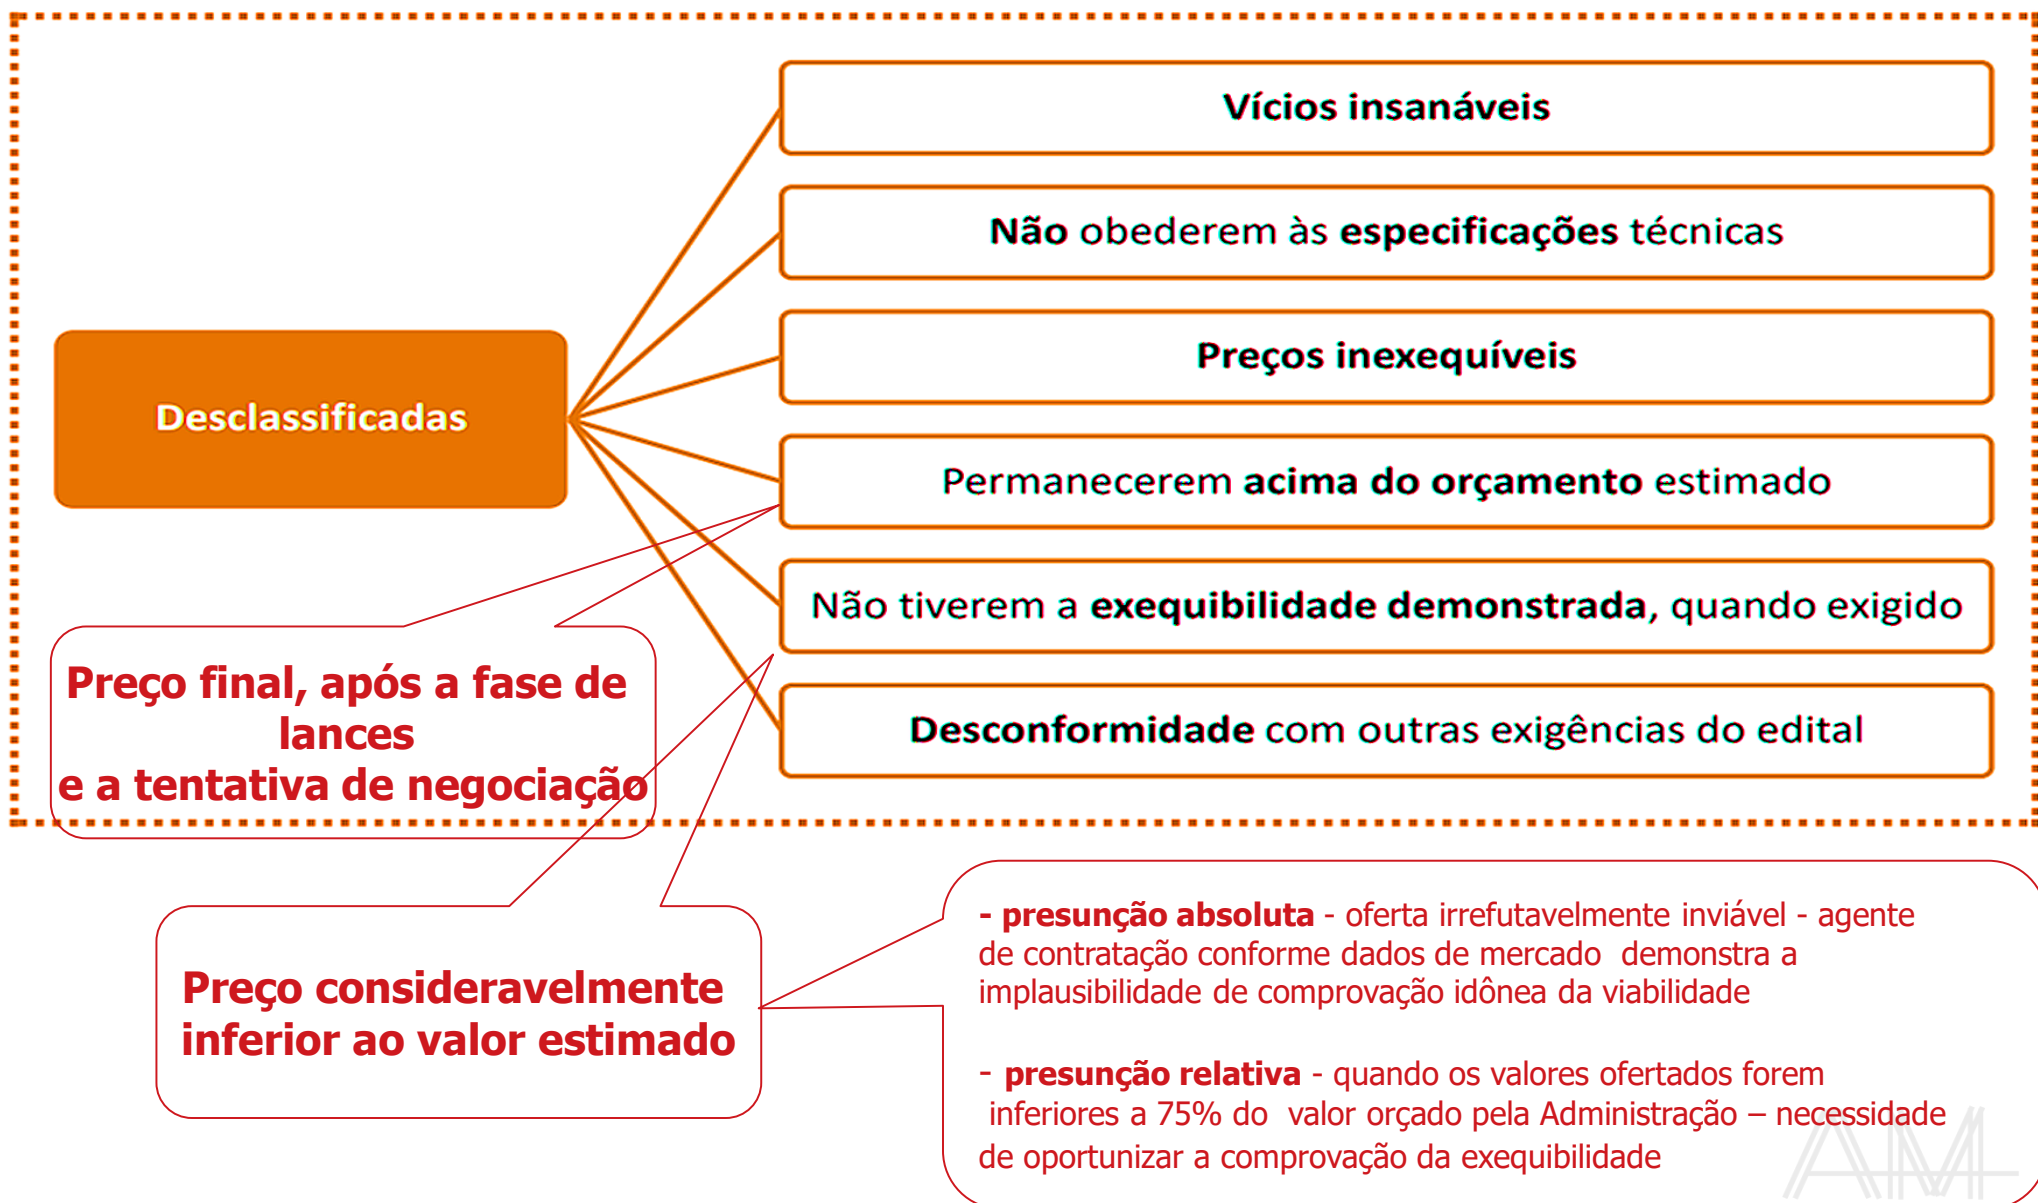 Vícios insanáveis
Não obederem às especificações técnicas
Preços inexequíveis
Desclassificadas
Permanecerem acima do orçamento estimado
Não tiverem a exequibilidade demonstrada, quando exigido
Desconformidade com outras exigências do edital
Preço final, após a fase de
lances
e a tentativa de negociação
Preço consideravelmente
inferior ao valor estimado
- presunção absoluta - oferta irrefutavelmente inviável - agente
de contratação conforme dados de mercado demonstra a
implausibilidade de comprovação idônea da viabilidade
- presunção relativa - quando os valores ofertados forem
inferiores a 75% do valor orçado pela Administração – necessidade
de oportunizar a comprovação da exequibilidade
AM